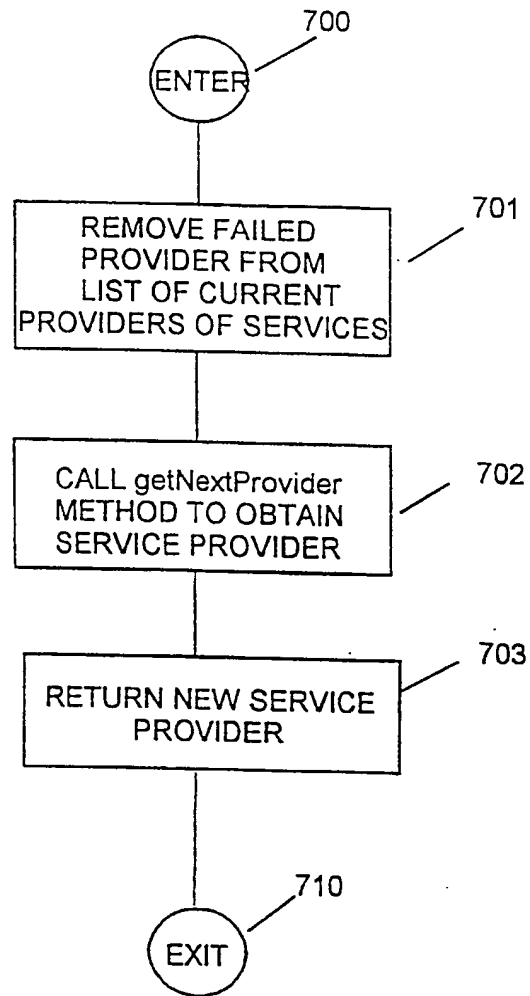 700
ENTER
701
REMOVE FAILED
PROVIDER FROM
LIST OF CURRENT
PROVIDERS OF SERVICES
702
CALL getNextProvider
METHOD TO OBTAIN
SERVICE PROVIDER
703
RETURN NEW SERVICE
PROVIDER
710
EXIT